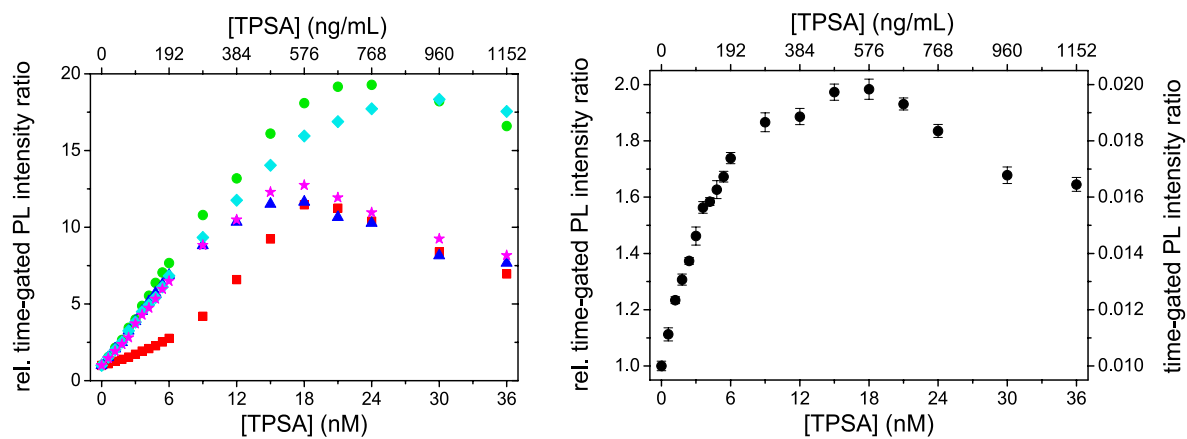 [TPSA] (ng/mL)
0 192 384 576 768 960 1152
rel. time-gated PL intensity ratio
20
15
10
5
0
0 6 12 18 24 30 36
[TPSA] (nM)
[TPSA] (ng/mL)
0 192 384 576 768 960 1152
rel. time-gated PL intensity ratio
2.0
1.8
1.6
1.4
1.2
1.0
0.020
0.018
0.016
0.014
0.012
0.010
time-gated PL intensity ratio
0 6 12 18 24 30 36
[TPSA] (nM)